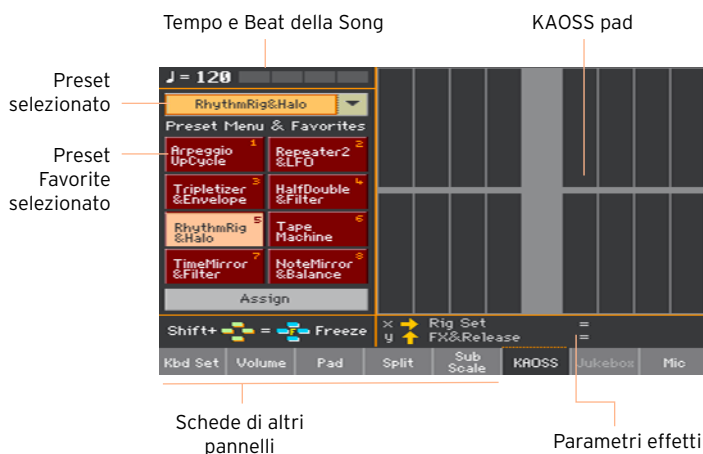 Tempo e Beat della Song
KAOSS pad
Preset
selezionato
Preset
Favorite
selezionato
♩ = 120
RhythmRig&Halo
Preset Menu & Favorites
Arpeggio 1
UpCycle
Repeater2 2
&LFO
Tripletizer 3
&Envelope
HalfDouble 4
&Filter
RhythmRig 5
&Halo
Tape 6
Machine
TimeMirror 7
&Filter
NoteMirror 8
&Balance
Assign
Shift+ = F Freeze
x Rig Set =
y FX&Release =
Kbd Set
Volume
Pad
Split
Sub
Scale
KAOSS
Jukebox
Mic
Schede di altri
pannelli
Parametri effetti